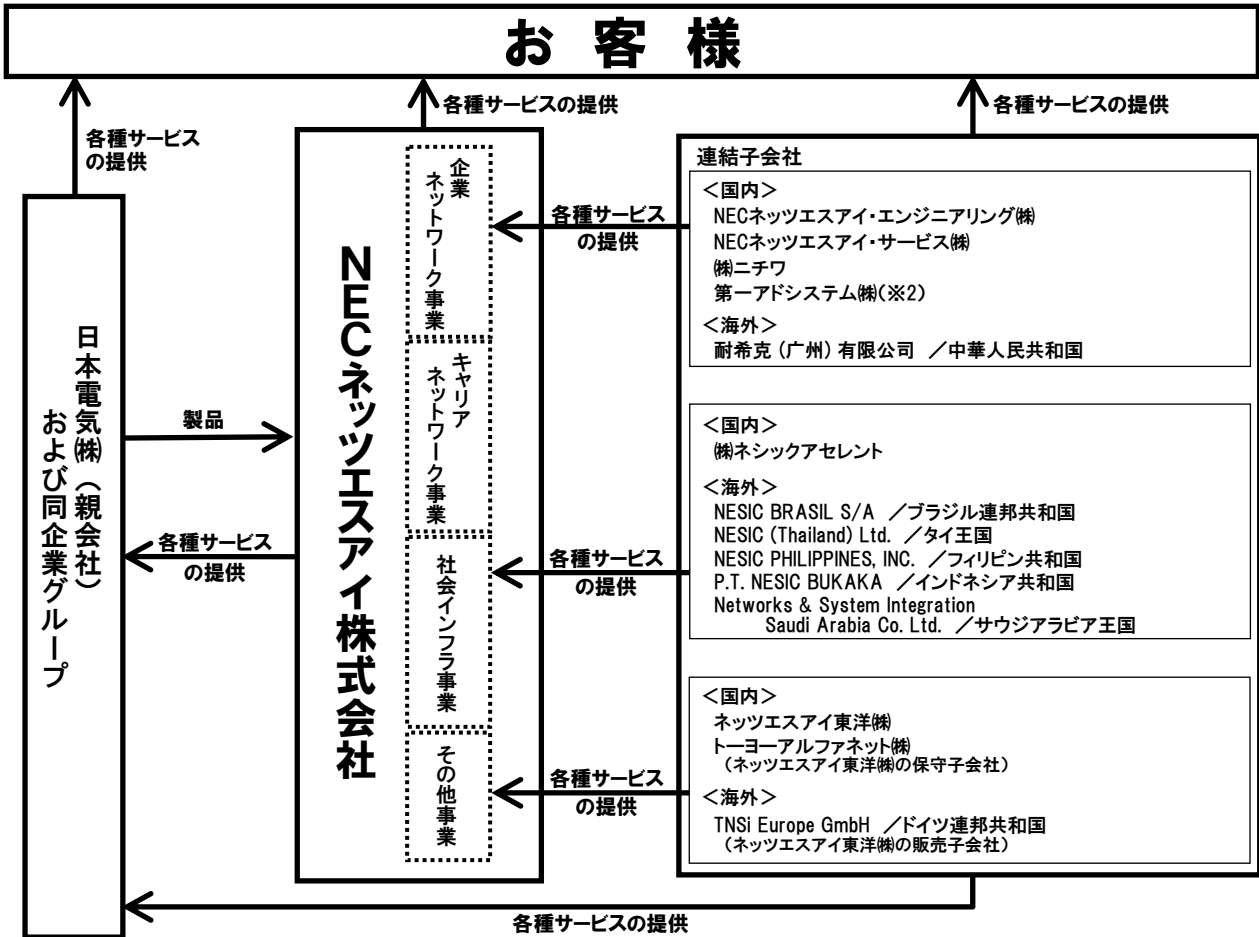 お客様
各種サービス
の提供
各種サービスの提供
各種サービスの提供
日本電気㈱（親会社）
および同企業グループ
製品
各種サービス
の提供
NECネッツエスアイ株式会社
企業
ネットワーク事業
キャリア
ネットワーク事業
社会インフラ事業
その他事業
各種サービス
の提供
各種サービス
の提供
各種サービス
の提供
連結子会社
＜国内＞
NECネッツエスアイ・エンジニアリング㈱
NECネッツエスアイ・サービス㈱
㈱ニチワ
第一アドシステム㈱（※2）
＜海外＞
耐希克（广州）有限公司 ／中華人民共和国
＜国内＞
㈱ネシックアセレント
＜海外＞
NESIC BRASIL S/A ／ブラジル連邦共和国
NESIC (Thailand) Ltd. ／タイ王国
NESIC PHILIPPINES, INC. ／フィリピン共和国
P.T. NESIC BUKAKA ／インドネシア共和国
Networks & System Integration
Saudi Arabia Co. Ltd. ／サウジアラビア王国
＜国内＞
ネッツエスアイ東洋㈱
トーヨーアルファネット㈱
（ネッツエスアイ東洋㈱の保守子会社）
＜海外＞
TNSi Europe GmbH ／ドイツ連邦共和国
（ネッツエスアイ東洋㈱の販売子会社）
各種サービスの提供